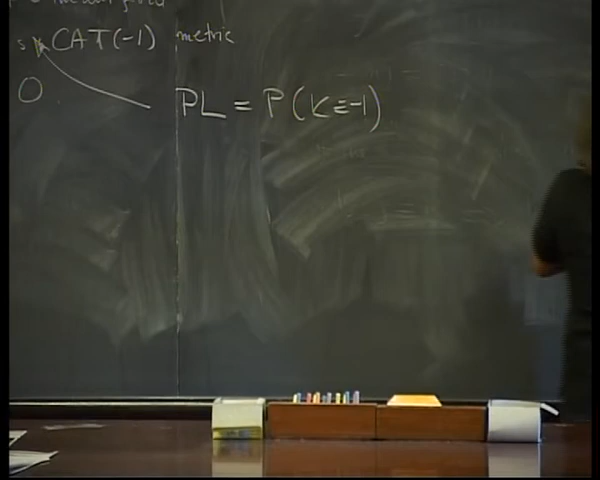 CAT(-1) metric
O
PL = P(K≡-1)